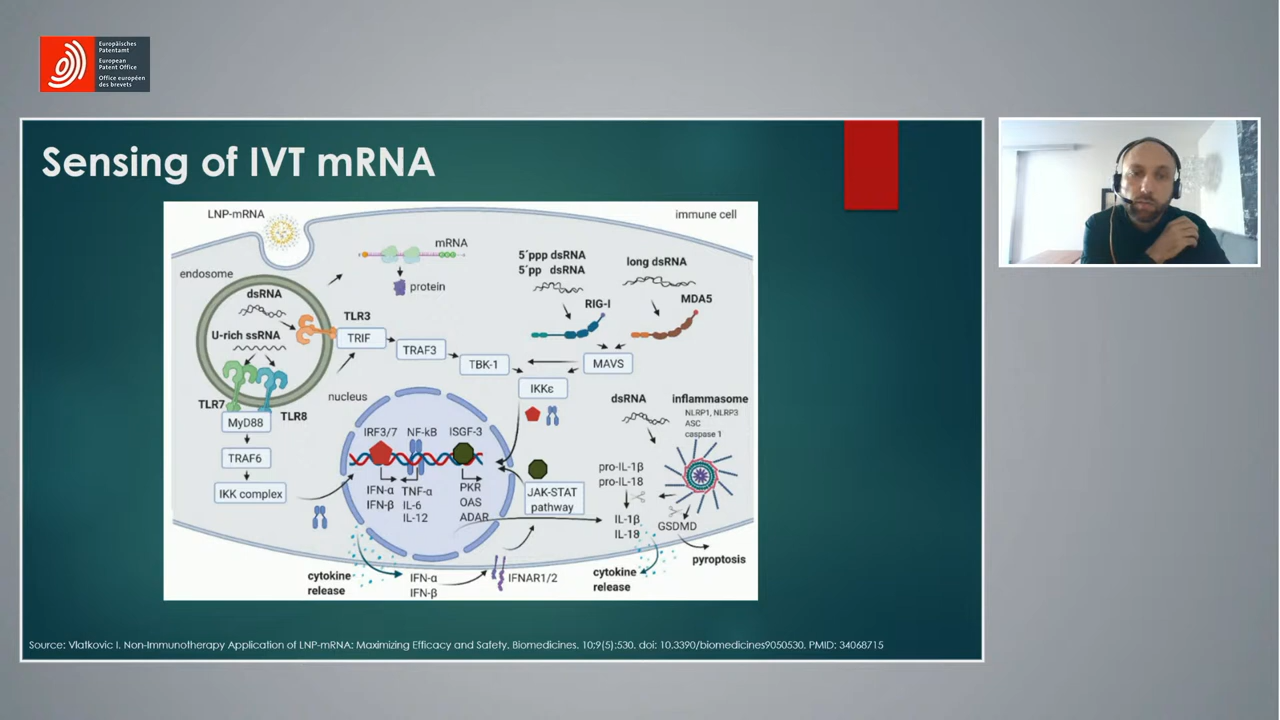 Europäisches
Patentamt
European
Patent Office
Office européen
des brevets
Sensing of IVT mRNA
LNP-mRNA
immune cell
mRNA
protein
endosome
dsRNA
U-rich ssRNA
TLR3
TRIF
TRAF3
TBK-1
5´ppp dsRNA
5´pp dsRNA
RIG-I
long dsRNA
MDA5
MAVS
IKKε
TLR7
TLR8
MyD88
TRAF6
IKK complex
nucleus
IRF3/7
NF-kB
ISGF-3
IFN-α
IFN-β
TNF-α
IL-6
IL-12
PKR
OAS
ADAR
JAK-STAT
pathway
dsRNA
inflammasome
NLRP1, NLRP3
ASC
caspase 1
pro-IL-1β
pro-IL-18
IL-1β
IL-18
GSDMD
pyroptosis
cytokine
release
IFN-α
IFN-β
IFNAR1/2
cytokine
release
Source: Vlatkovic I. Non-Immunotherapy Application of LNP-mRNA: Maximizing Efficacy and Safety. Biomedicines. 10;9(5):530. doi: 10.3390/biomedicines9050530. PMID: 34068715